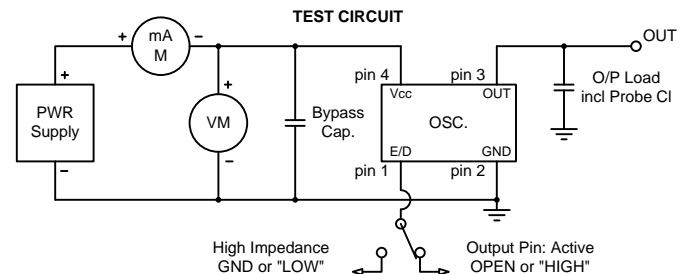 TEST CIRCUIT
+ mA M −
OUT
+
pin 4
pin 3
+
Vcc
OUT
O/P Load
incl Probe Cl
PWR
Supply
VM
Bypass
Cap.
OSC.
−
−
E/D
GND
pin 1
pin 2
High Impedance
GND or "LOW"
Output Pin: Active
OPEN or "HIGH"